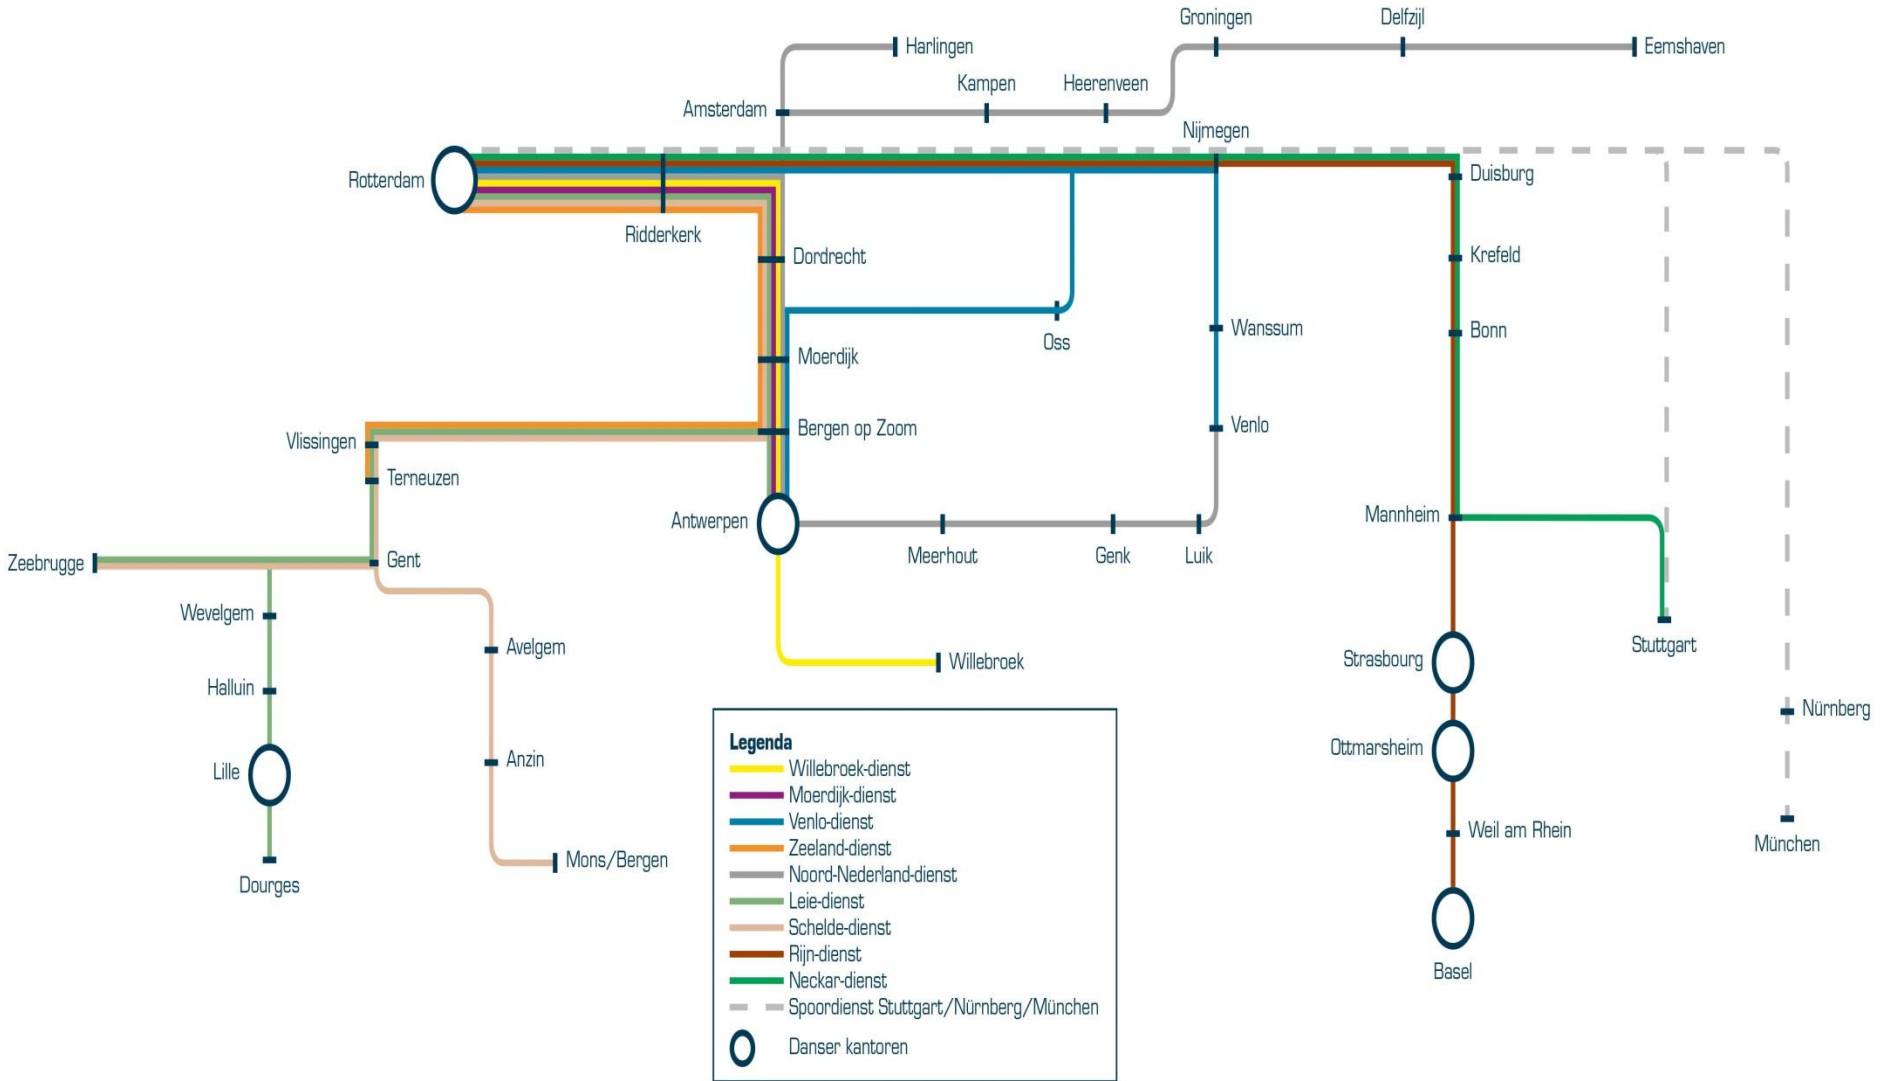 Groningen
Delfzijl
Harlingen
Eemshaven
Kampen
Heerenveen
Amsterdam
Nijmegen
Rotterdam
Duisburg
Ridderkerk
Dordrecht
Krefeld
Wanssum
Bonn
Oss
Moerdijk
Venlo
Bergen op Zoom
Vlissingen
Terneuzen
Mannheim
Antwerpen
Meerhout
Genk
Luik
Zeebrugge
Gent
Wevelgem
Avelgem
Stuttgart
Willebroek
Strasbourg
Halluin
Nürnberg
Ottmarsheim
Anzin
Lille
Weil am Rhein
München
Mons/Bergen
Dourges
Basel
Legenda
Willebroek-dienst
Moerdijk-dienst
Venlo-dienst
Zeeland-dienst
Noord-Nederland-dienst
Leie-dienst
Schelde-dienst
Rijn-dienst
Neckar-dienst
Spoordienst Stuttgart/Nürnberg/München
Danser kantoren